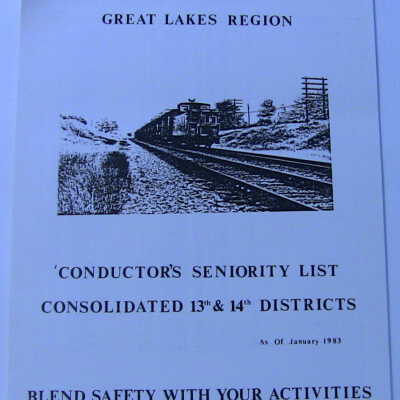 GREAT LAKES REGION
'CONDUCTOR'S SENIORITY LIST
CONSOLIDATED 13th & 14th DISTRICTS
As Of January 1983
BLEND SAFETY WITH YOUR ACTIVITIES